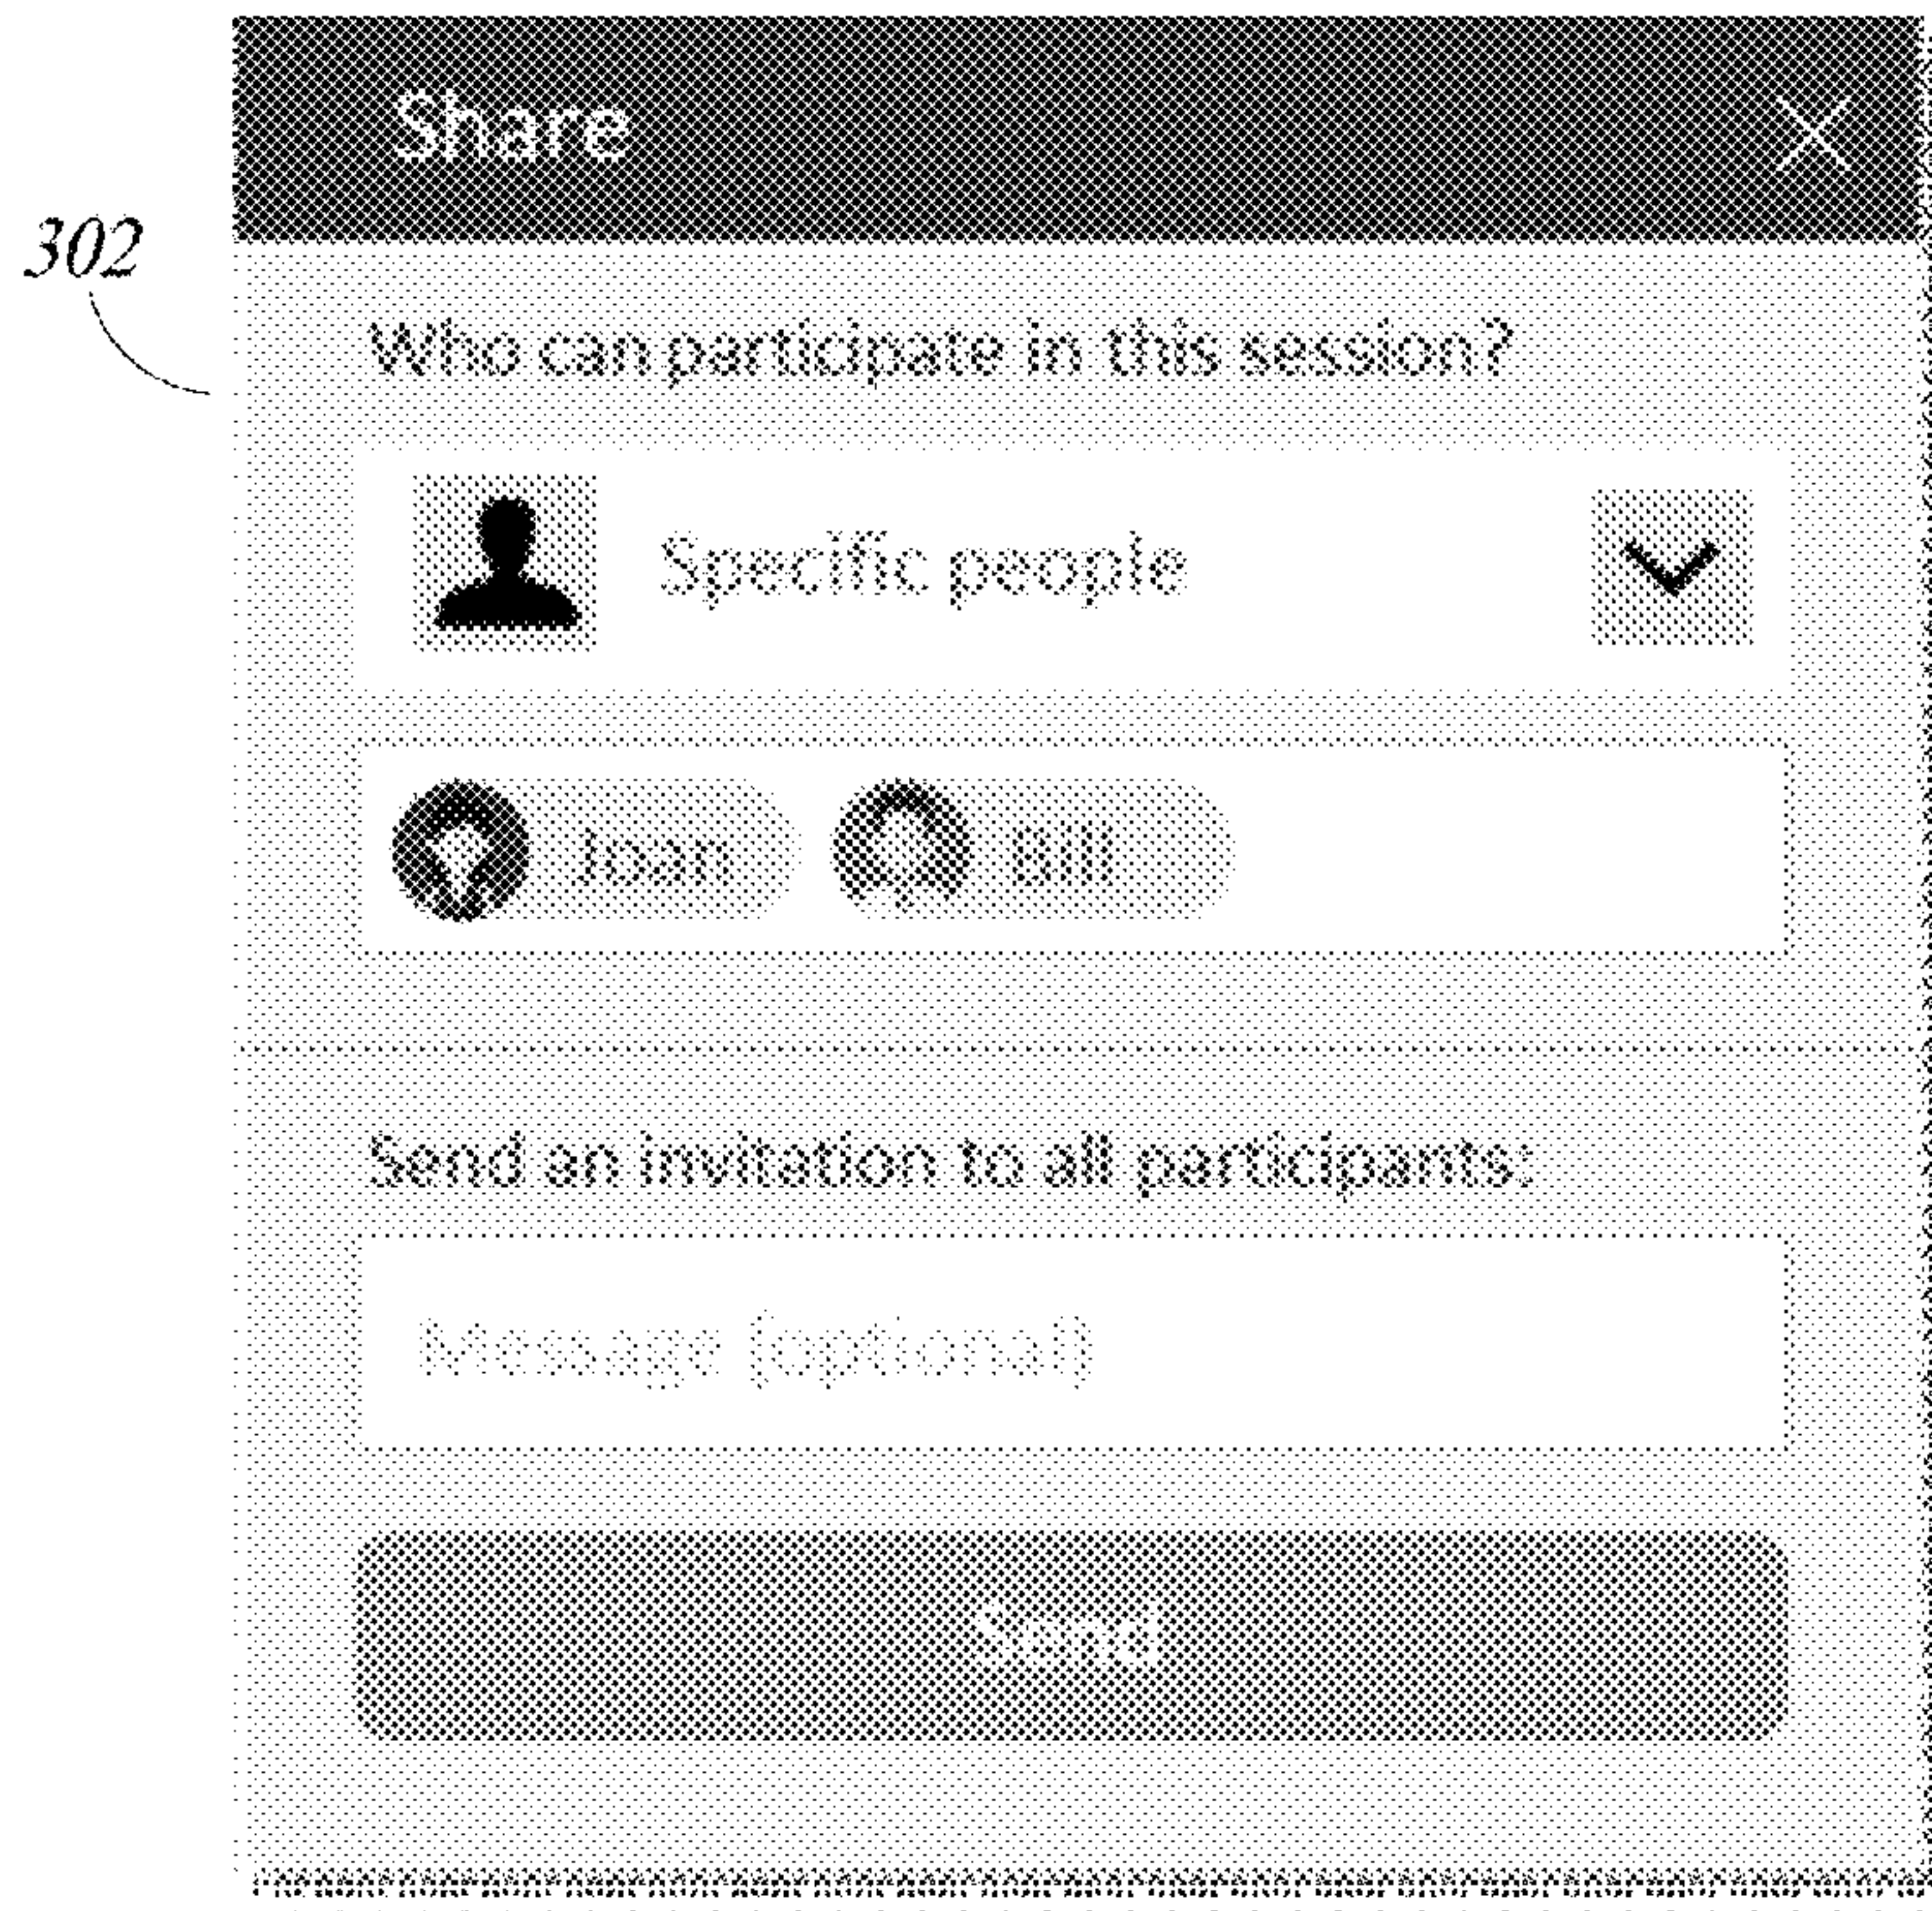 Share
302
Who can participate in this session?
Specific people
Joan Bill
Send an invitation to all participants:
Message (optional)
Send